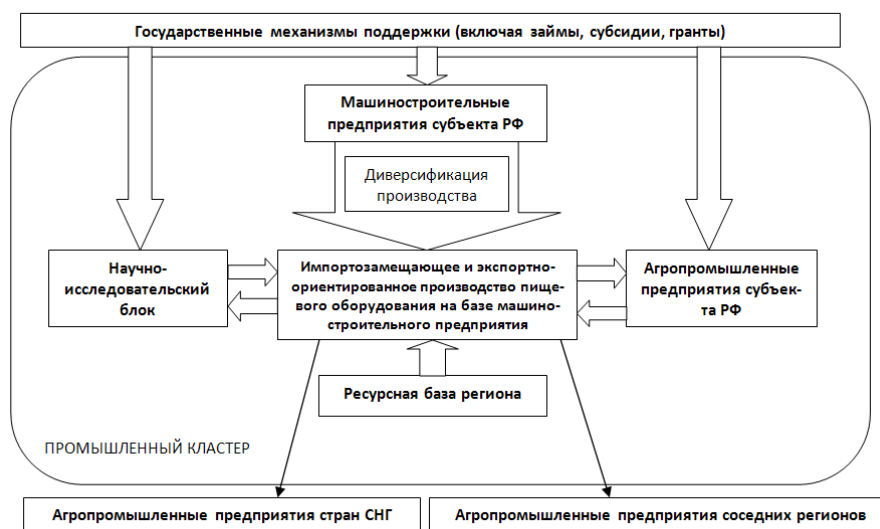 Государственные механизмы поддержки (включая займы, субсидии, гранты)
Машиностроительные
предприятия субъекта РФ
Диверсификация
производства
Научно-
исследовательский
блок
Импортозамещающее и экспортно-
ориентированное производство пище-
вого оборудования на базе машино-
строительного предприятия
Агропромышленные
предприятия субъек-
та РФ
Ресурсная база региона
ПРОМЫШЛЕННЫЙ КЛАСТЕР
Агропромышленные предприятия стран СНГ
Агропромышленные предприятия соседних регионов